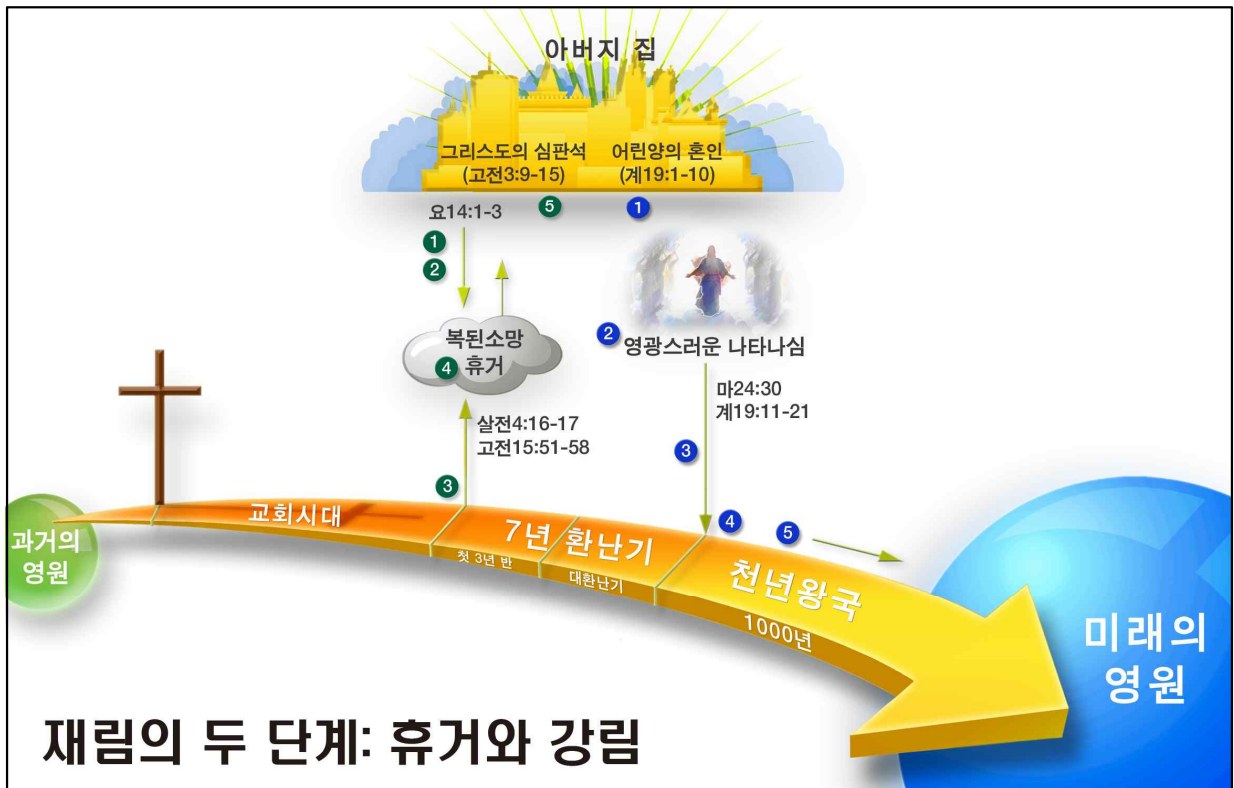 아버지 집
그리스도의 심판석
(고전3:9-15)
어린양의 혼인
(계19:1-10)
5
1
요14:1-3
1
2
복된소망
4 휴거
2 영광스러운 나타나심
살전4:16-17
고전15:51-58
마24:30
계19:11-21
3
3
4
5
과거의
영원
교회시대
7년 환난기
첫 3년 반
대환난기
천년왕국
1000년
미래의
영원
재림의 두 단계: 휴거와 강림